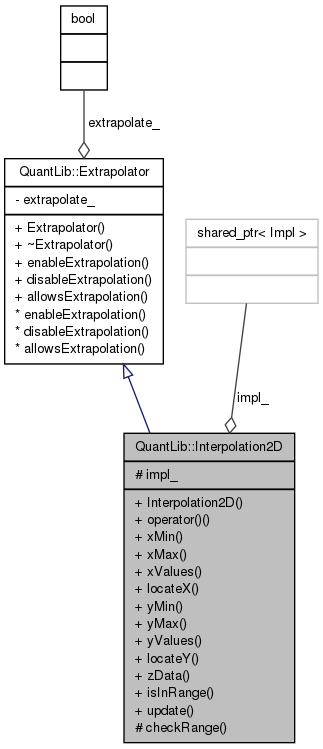 bool
extrapolate_
QuantLib::Extrapolator
- extrapolate_
+ Extrapolator()
+ ~Extrapolator()
+ enableExtrapolation()
+ disableExtrapolation()
+ allowsExtrapolation()
* enableExtrapolation()
* disableExtrapolation()
* allowsExtrapolation()
shared_ptr< Impl >
impl_
QuantLib::Interpolation2D
# impl_
+ Interpolation2D()
+ operator()()
+ xMin()
+ xMax()
+ xValues()
+ locateX()
+ yMin()
+ yMax()
+ yValues()
+ locateY()
+ zData()
+ isInRange()
+ update()
# checkRange()